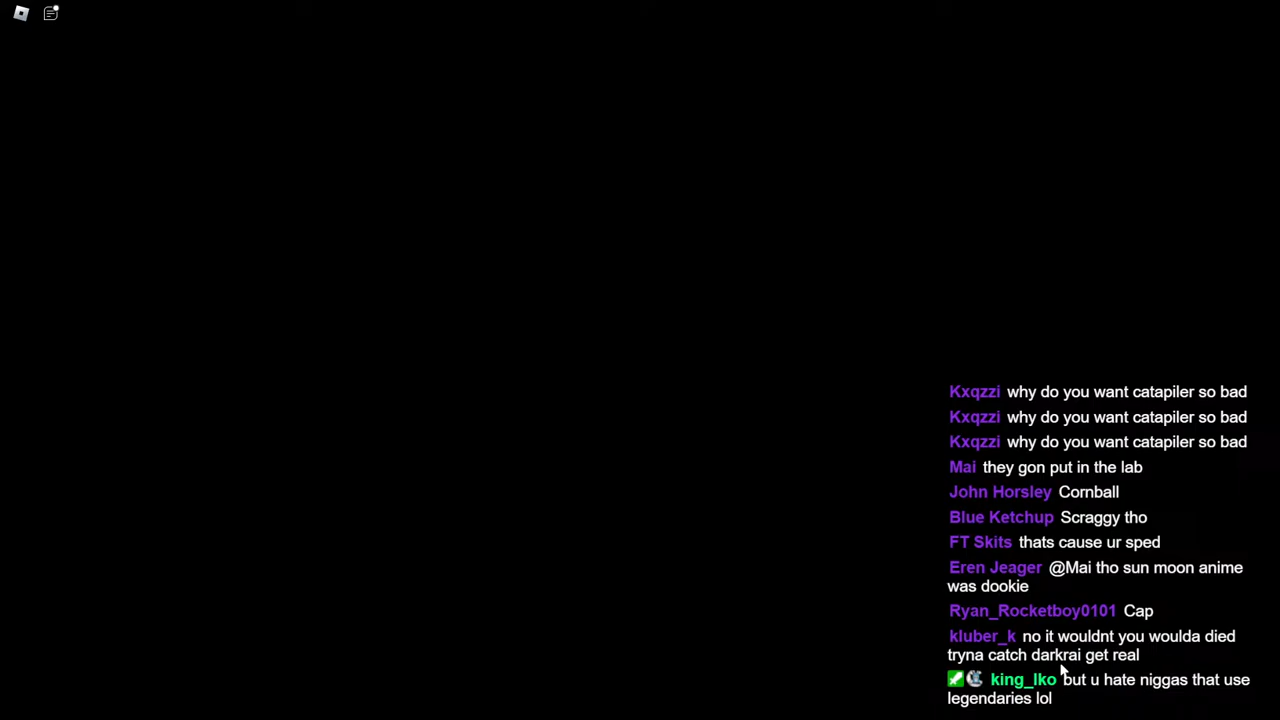 Kxqzzi why do you want catapiler so bad
Kxqzzi why do you want catapiler so bad
Kxqzzi why do you want catapiler so bad
Mai they gon put in the lab
John Horsley Cornball
Blue Ketchup Scraggy tho
FT Skits thats cause ur sped
Eren Jeager @Mai tho sun moon anime
was dookie
Ryan_Rocketboy0101 Cap
kluber_k no it wouldnt you woulda died
tryna catch darkrai get real
king_lko but u hate niggas that use
legendaries lol